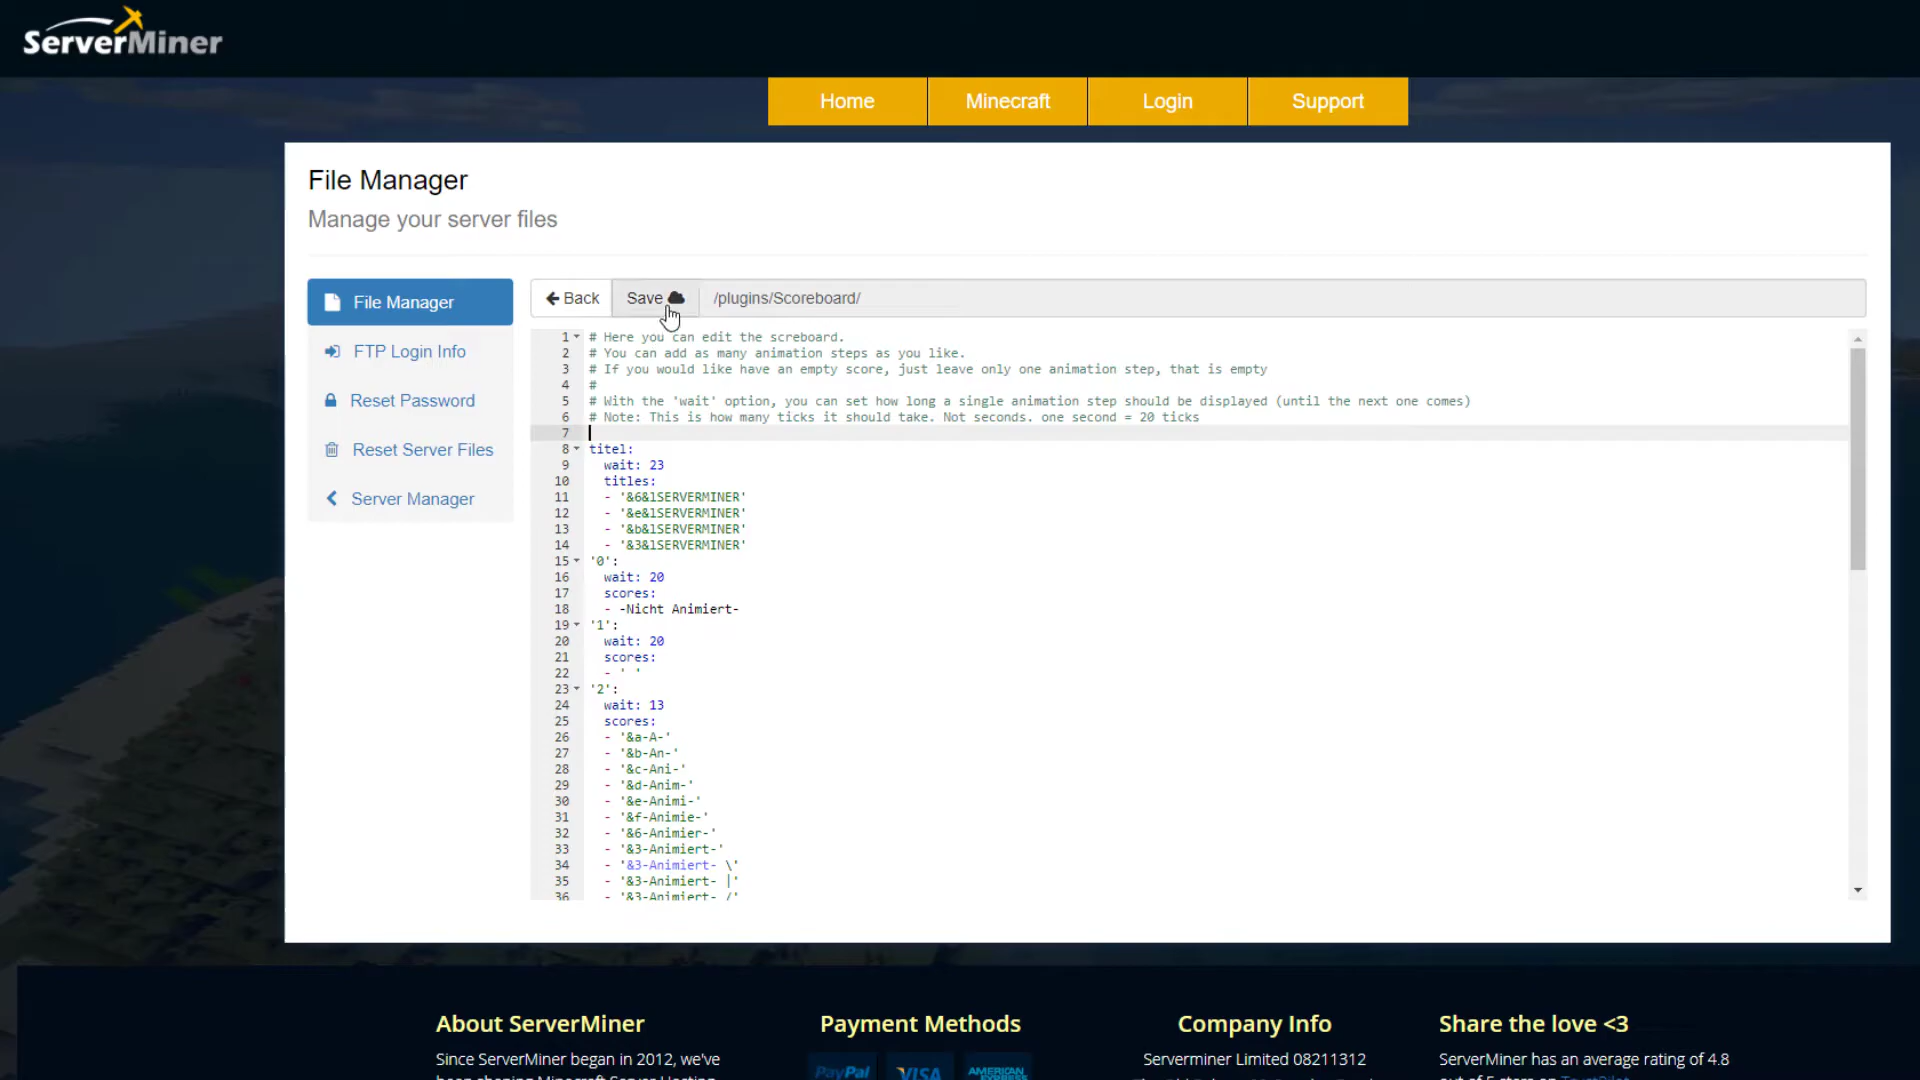 ServerMiner
Home
Minecraft
Login
Support
File Manager
Manage your server files
File Manager
FTP Login Info
Reset Password
Reset Server Files
Server Manager
Back
Save
/plugins/Scoreboard/
1 # Here you can edit the screboard.
2 # You can add as many animation steps as you like.
3 # If you would like have an empty score, just leave only one animation step, that is empty
4 #
5 # With the 'wait' option, you can set how long a single animation step should be displayed (until the next one comes)
6 # Note: This is how many ticks it should take. Not seconds. one second = 20 ticks
7
8 titel:
9 wait: 23
10 titles:
11 - '&6&lSERVERMINER'
12 - '&e&lSERVERMINER'
13 - '&b&lSERVERMINER'
14 - '&3&lSERVERMINER'
15 '0':
16 wait: 20
17 scores:
18 - -Nicht Animiert-
19 '1':
20 wait: 20
21 scores:
22 - ' '
23 '2':
24 wait: 13
25 scores:
26 - '&a-A-'
27 - '&b-An-'
28 - '&c-Ani-'
29 - '&d-Anim-'
30 - '&e-Animi-'
31 - '&f-Animie-'
32 - '&6-Animier-'
33 - '&3-Animiert-'
34 - '&3-Animiert- \'
35 - '&3-Animiert- |'
36 - '&3-Animiert- /'
About ServerMiner
Since ServerMiner began in 2012, we've
Payment Methods
PayPal
VISA
AMERICAN
Company Info
Serverminer Limited 08211312
Share the love <3
ServerMiner has an average rating of 4.8